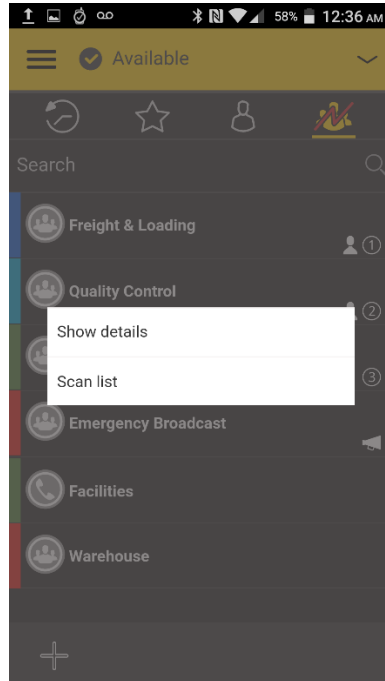 58% 12:36 AM
Available
Search
Freight & Loading
1
Quality Control
2
Show details
3
Scan list
Emergency Broadcast
Facilities
Warehouse